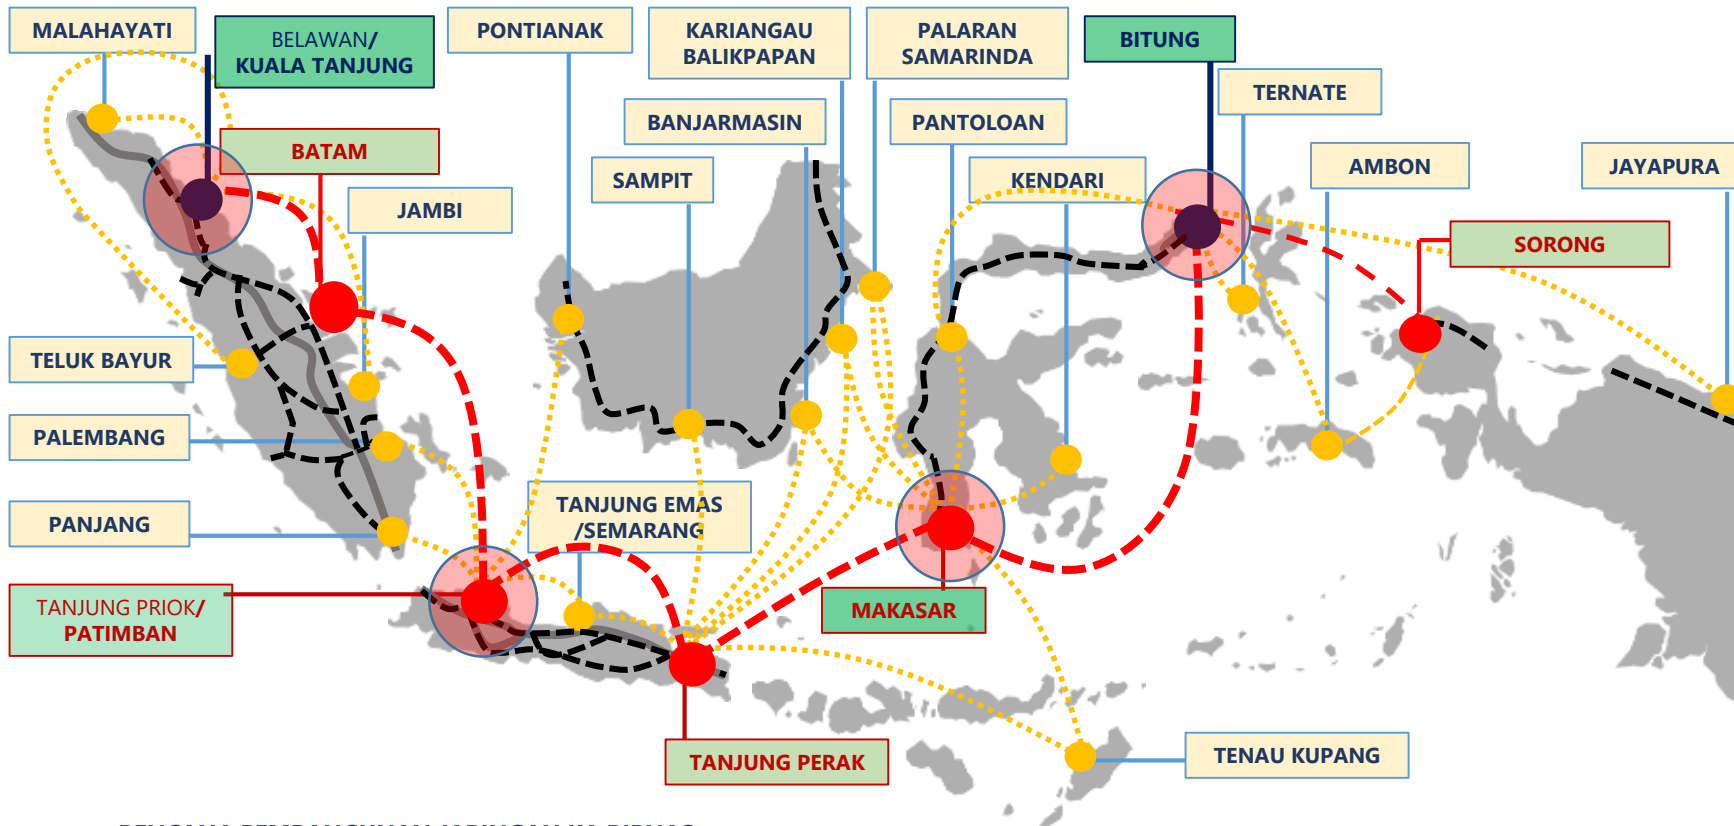 MALAHAYATI
BELAWAN/
KUALA TANJUNG
PONTIANAK
KARIANGAU
BALIKPAPAN
PALARAN
SAMARINDA
BITUNG
TERNATE
BATAM
BANJARMASIN
PANTOLOAN
AMBON
JAYAPURA
JAMBI
SAMPIT
KENDARI
SORONG
TELUK BAYUR
PALEMBANG
PANJANG
TANJUNG EMAS
/SEMARANG
TANJUNG PRIOK/
PATIMBAN
MAKASAR
TANJUNG PERAK
TENAU KUPANG